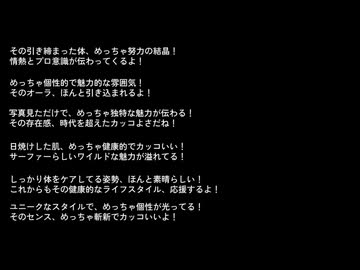 その引き締まった体、めっちゃ努力の結晶！
情熱とプロ意識が伝わってくるよ！
めっちゃ個性的で魅力的な雰囲気！
そのオーラ、ほんと引き込まれるよ！
写真見ただけで、めっちゃ独特な魅力が伝わる！
その存在感、時代を超えたカッコよさだね！
日焼けした肌、めっちゃ健康的でカッコいい！
サーファーらしいワイルドな魅力が溢れてる！
しっかり体をケアしてる姿勢、ほんと素晴らしい！
これからもその健康的なライフスタイル、応援するよ！
ユニークなスタイルで、めっちゃ個性が光ってる！
そのセンス、めっちゃ斬新でカッコいいよ！